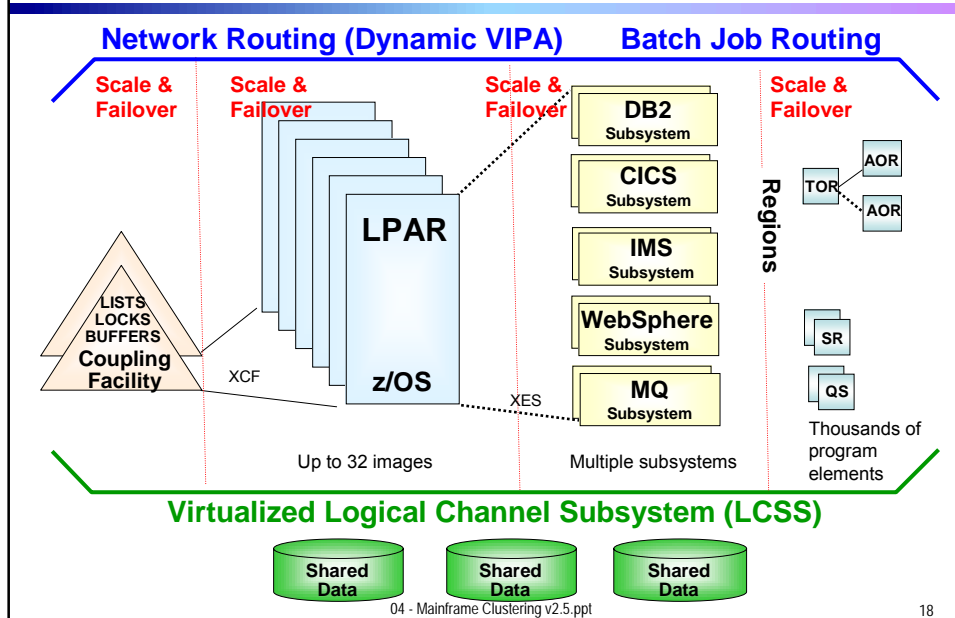 Network Routing (Dynamic VIPA)
Batch Job Routing
Scale &
Failover
Scale &
Failover
Scale &
Failover
Scale &
Failover
LISTS
LOCKS
BUFFERS
Coupling
Facility
XCF
LPAR
z/OS
Up to 32 images
XES
DB2
Subsystem
CICS
Subsystem
IMS
Subsystem
WebSphere
Subsystem
MQ
Subsystem
Multiple subsystems
Regions
TOR
AOR
AOR
SR
QS
Thousands of
program
elements
Virtualized Logical Channel Subsystem (LCSS)
Shared
Data
Shared
Data
Shared
Data
04 - Mainframe Clustering v2.5.ppt
18